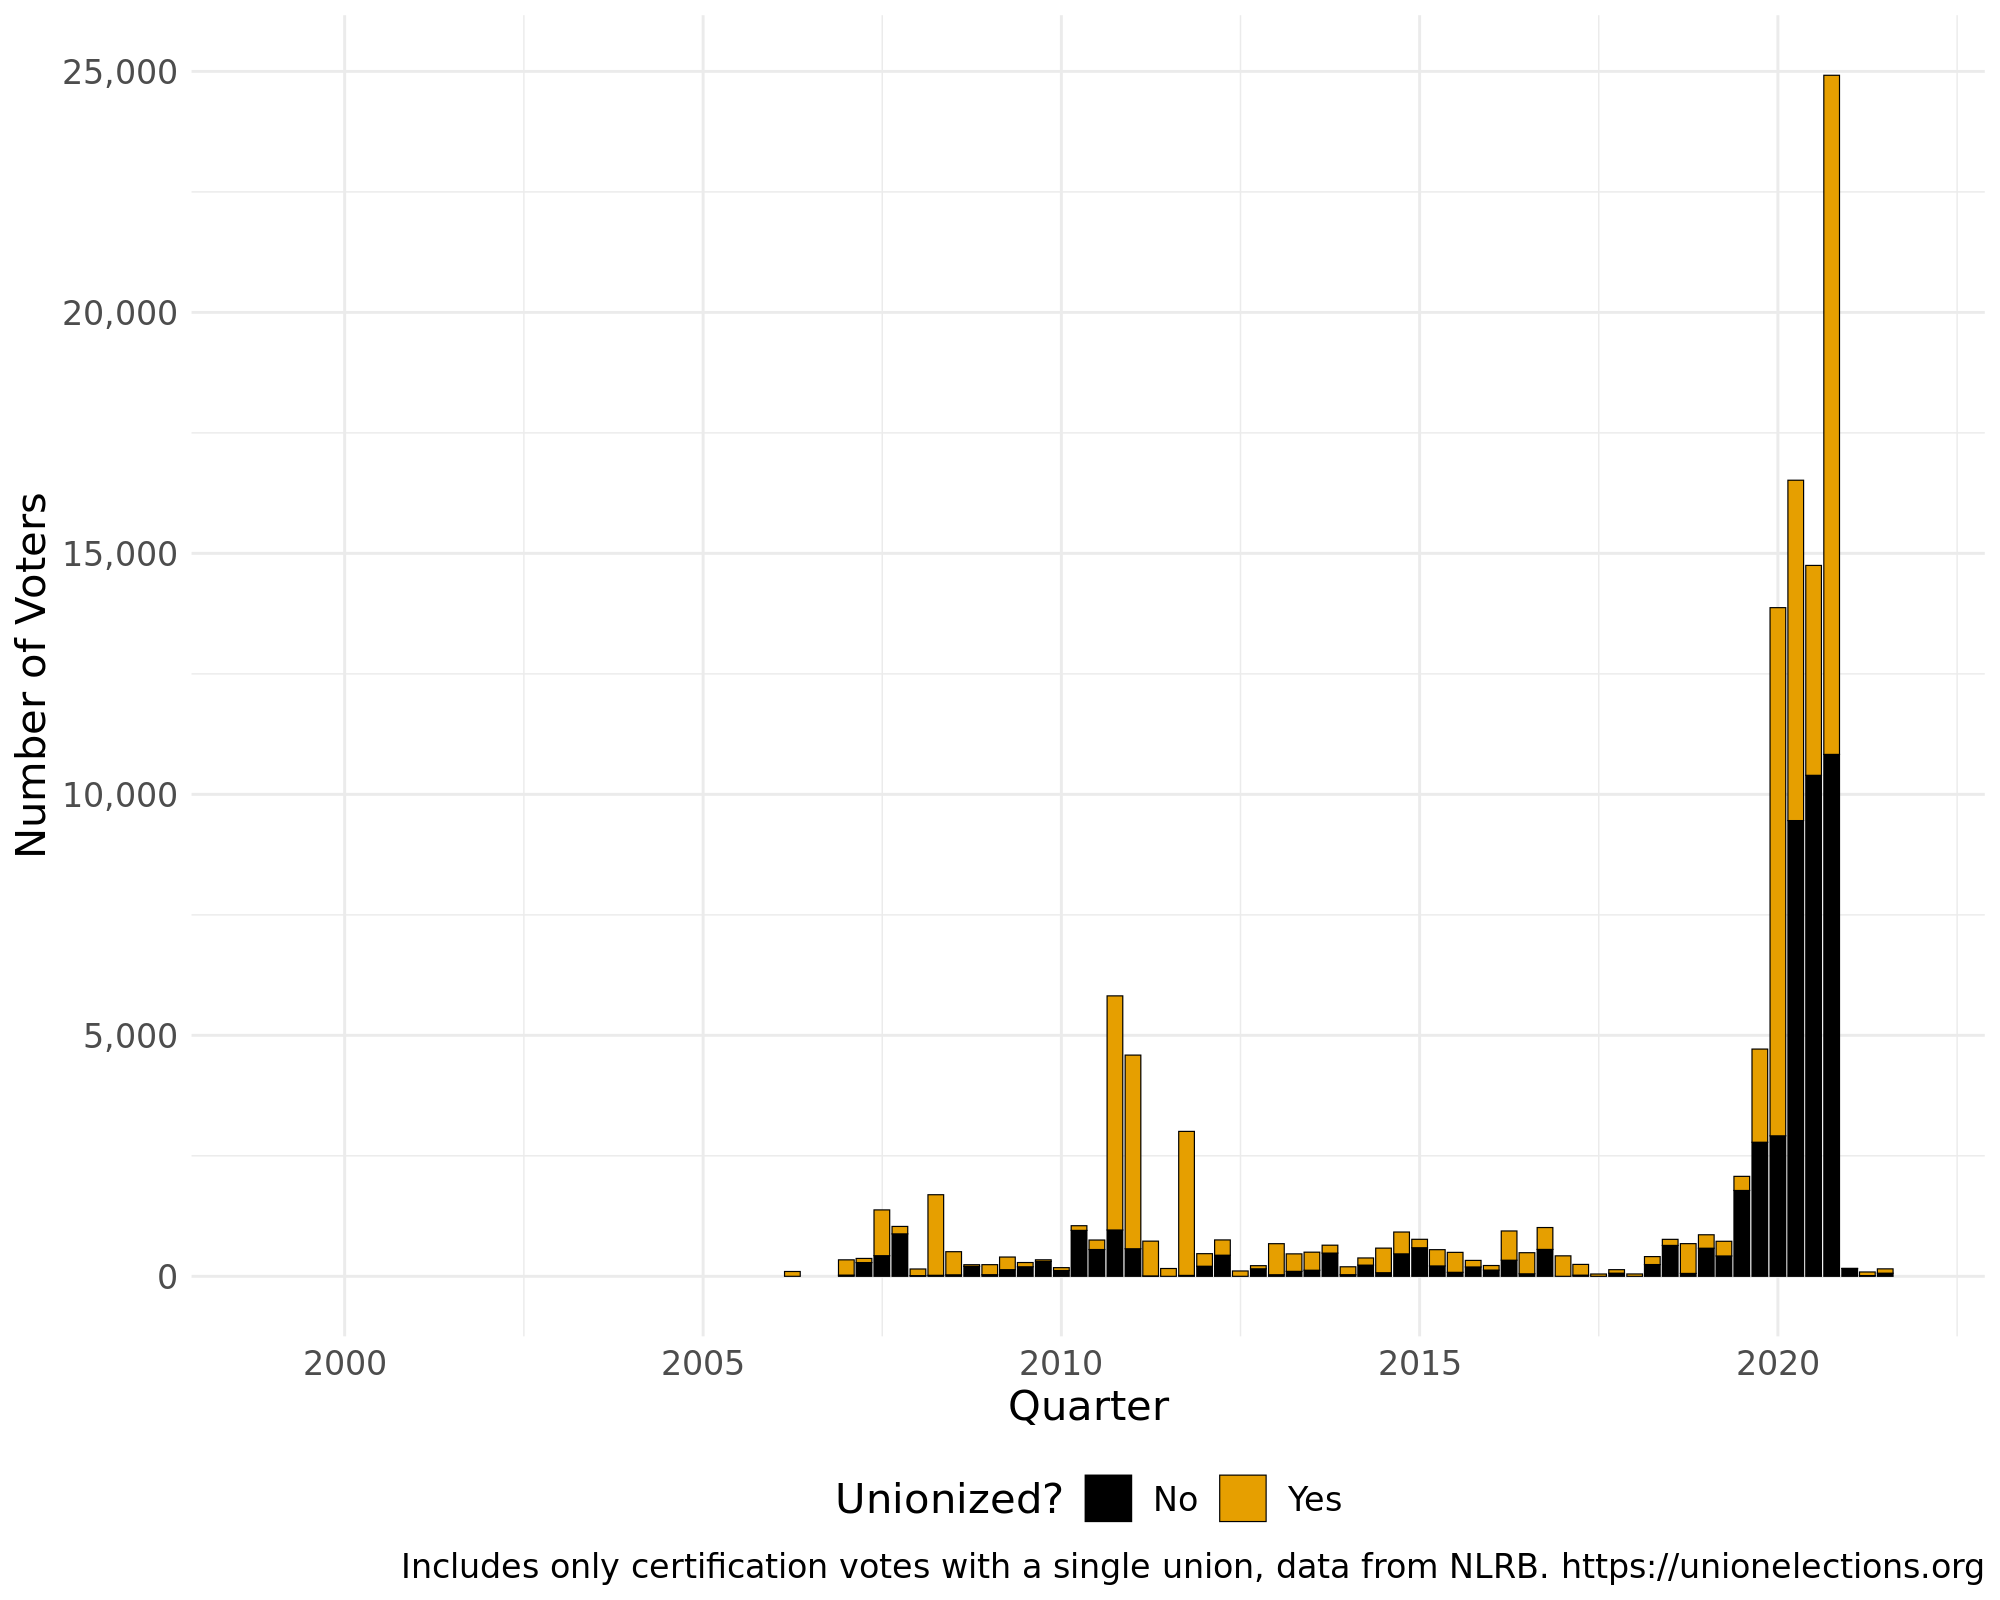 25,000
20,000
15,000
10,000
5,000
0
Number of Voters
2000 2005 2010 2015 2020
Quarter
Unionized? No Yes
Includes only certification votes with a single union, data from NLRB. https://unionelections.org